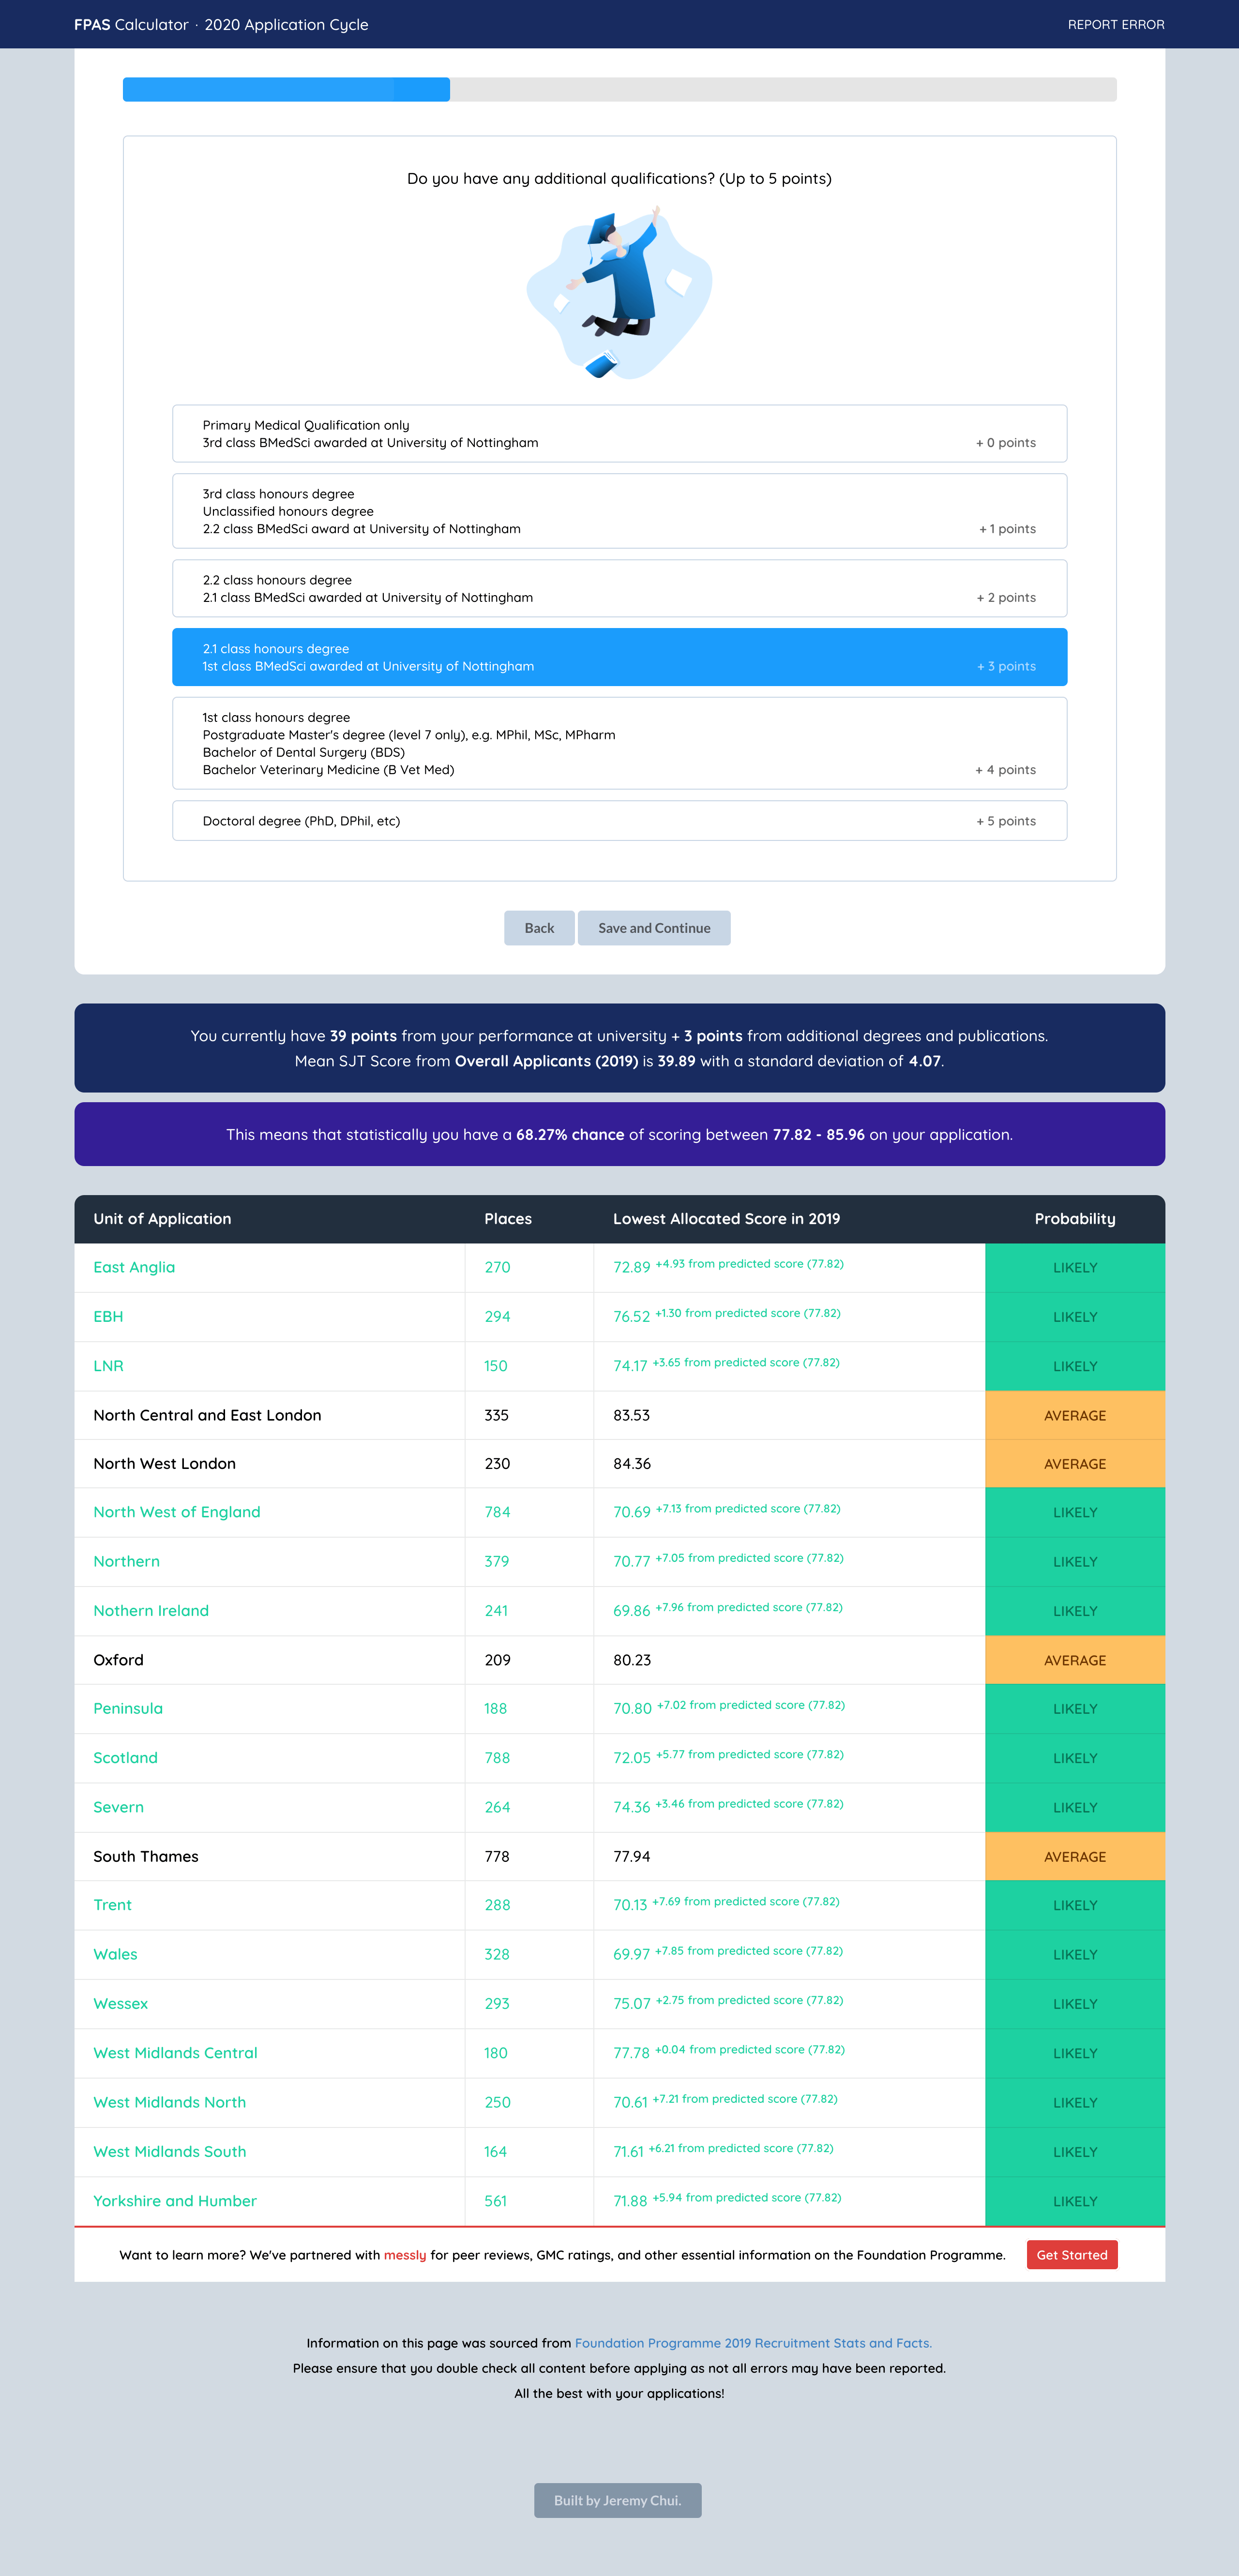 FPAS Calculator · 2020 Application Cycle REPORT ERROR
Do you have any additional qualifications? (Up to 5 points)
Primary Medical Qualification only
3rd class BMedSci awarded at University of Nottingham + 0 points
3rd class honours degree
Unclassified honours degree
2.2 class BMedSci award at University of Nottingham + 1 points
2.2 class honours degree
2.1 class BMedSci awarded at University of Nottingham + 2 points
2.1 class honours degree
1st class BMedSci awarded at University of Nottingham + 3 points
1st class honours degree
Postgraduate Master's degree (level 7 only), e.g. MPhil, MSc, MPharm
Bachelor of Dental Surgery (BDS)
Bachelor Veterinary Medicine (B Vet Med) + 4 points
Doctoral degree (PhD, DPhil, etc) + 5 points
Back Save and Continue
You currently have 39 points from your performance at university + 3 points from additional degrees and publications.
Mean SJT Score from Overall Applicants (2019) is 39.89 with a standard deviation of 4.07.
This means that statistically you have a 68.27% chance of scoring between 77.82 - 85.96 on your application.
Unit of Application Places Lowest Allocated Score in 2019 Probability
East Anglia 270 72.89 +4.93 from predicted score (77.82) LIKELY
EBH 294 76.52 +1.30 from predicted score (77.82) LIKELY
LNR 150 74.17 +3.65 from predicted score (77.82) LIKELY
North Central and East London 335 83.53 AVERAGE
North West London 230 84.36 AVERAGE
North West of England 784 70.69 +7.13 from predicted score (77.82) LIKELY
Northern 379 70.77 +7.05 from predicted score (77.82) LIKELY
Nothern Ireland 241 69.86 +7.96 from predicted score (77.82) LIKELY
Oxford 209 80.23 AVERAGE
Peninsula 188 70.80 +7.02 from predicted score (77.82) LIKELY
Scotland 788 72.05 +5.77 from predicted score (77.82) LIKELY
Severn 264 74.36 +3.46 from predicted score (77.82) LIKELY
South Thames 778 77.94 AVERAGE
Trent 288 70.13 +7.69 from predicted score (77.82) LIKELY
Wales 328 69.97 +7.85 from predicted score (77.82) LIKELY
Wessex 293 75.07 +2.75 from predicted score (77.82) LIKELY
West Midlands Central 180 77.78 +0.04 from predicted score (77.82) LIKELY
West Midlands North 250 70.61 +7.21 from predicted score (77.82) LIKELY
West Midlands South 164 71.61 +6.21 from predicted score (77.82) LIKELY
Yorkshire and Humber 561 71.88 +5.94 from predicted score (77.82) LIKELY
Want to learn more? We've partnered with messly for peer reviews, GMC ratings, and other essential information on the Foundation Programme. Get Started
Information on this page was sourced from Foundation Programme 2019 Recruitment Stats and Facts.
Please ensure that you double check all content before applying as not all errors may have been reported.
All the best with your applications!
Built by Jeremy Chui.